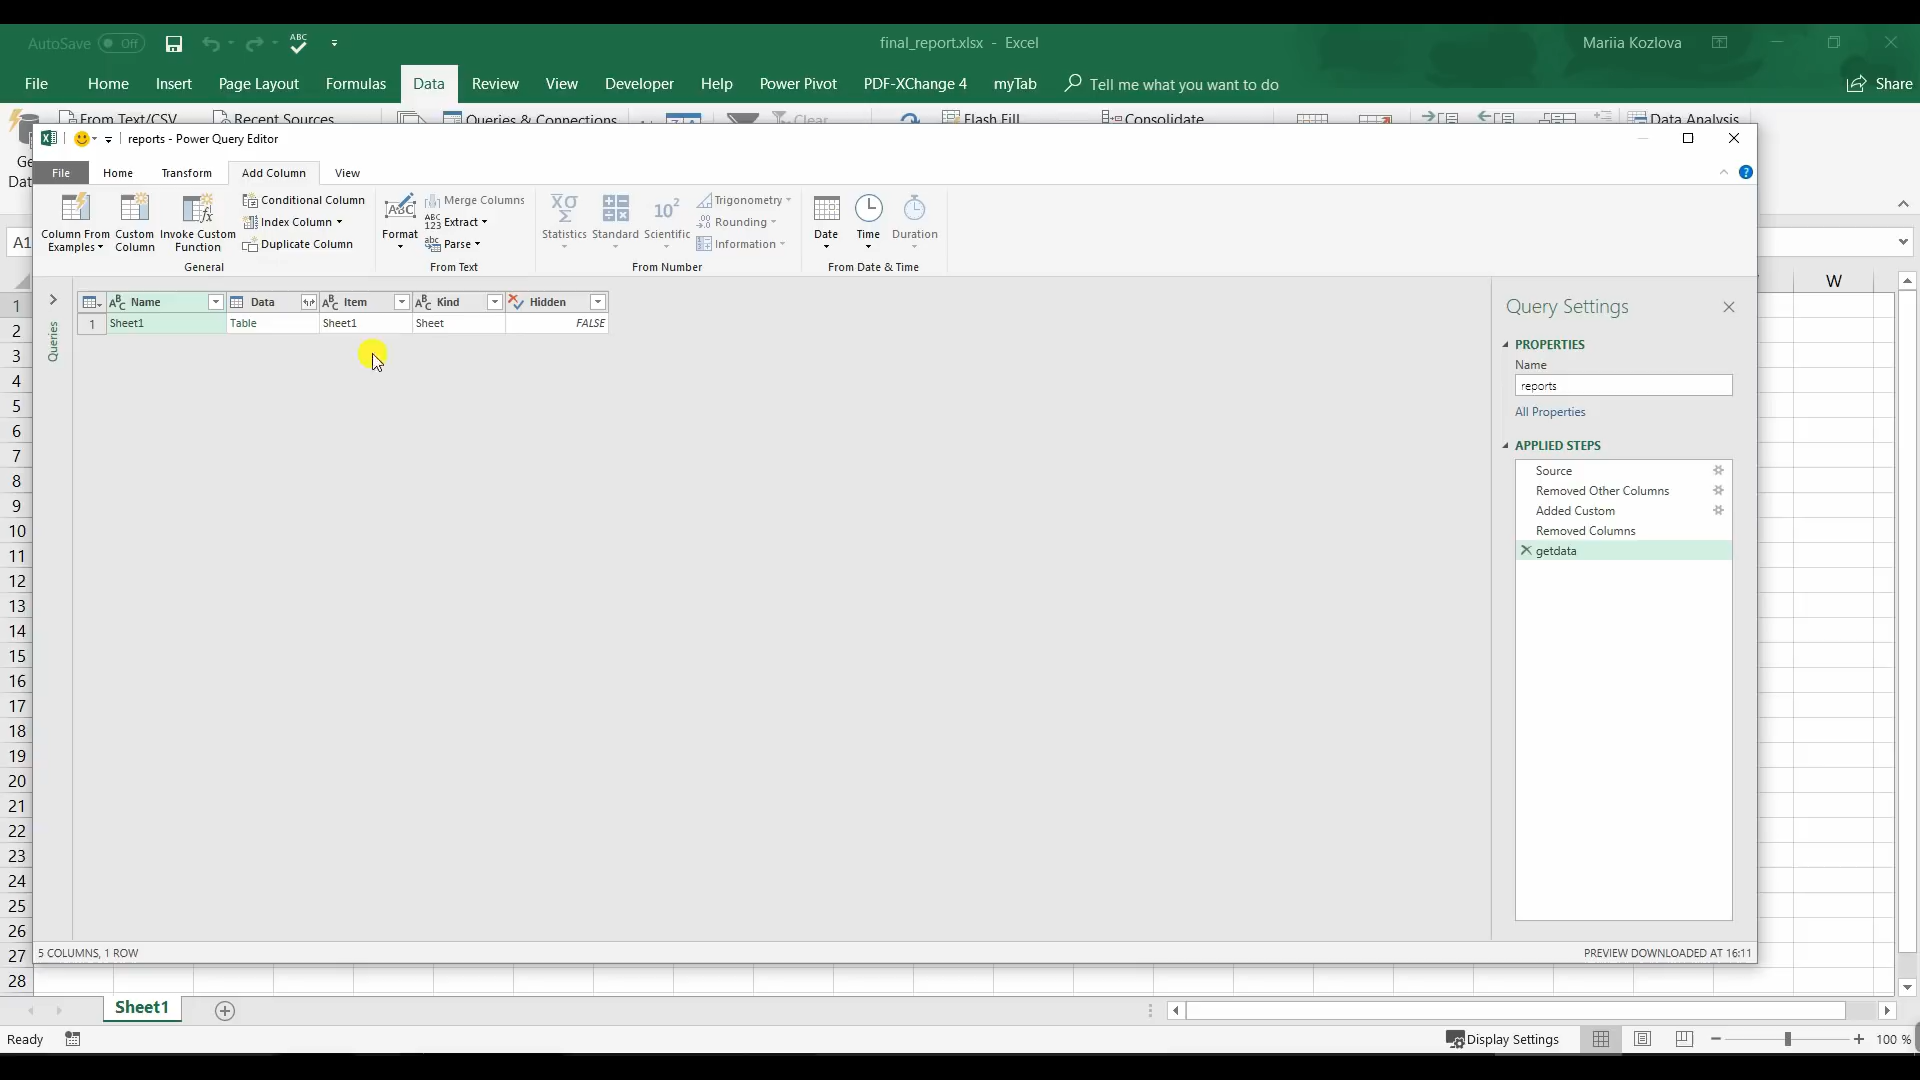 AutoSave Off
ABC
final_report.xlsx - Excel
Mariia Kozlova
File Home Insert Page Layout Formulas Data Review View Developer Help Power Pivot PDF-XChange 4 myTab Tell me what you want to do Share
From Text/CSV Recent Sources Queries & Connections Clear Flash Fill Consolidate Data Analysis
reports - Power Query Editor
File Home Transform Add Column View
Column From Examples
Custom Column
Invoke Custom Function
Conditional Column
Index Column
Duplicate Column
General
Format
Merge Columns
Extract
Parse
From Text
Statistics
Standard
Scientific
Trigonometry
Rounding
Information
From Number
Date
Time
Duration
From Date & Time
A1
W
Queries
Name Data Item Kind Hidden
1 Sheet1 Table Sheet1 Sheet FALSE
Query Settings
PROPERTIES
Name
reports
All Properties
APPLIED STEPS
Source
Removed Other Columns
Added Custom
Removed Columns
getdata
5 COLUMNS, 1 ROW
PREVIEW DOWNLOADED AT 16:11
1
2
3
4
5
6
7
8
9
10
11
12
13
14
15
16
17
18
19
20
21
22
23
24
25
26
27
28
Sheet1
Ready
Display Settings
100 %